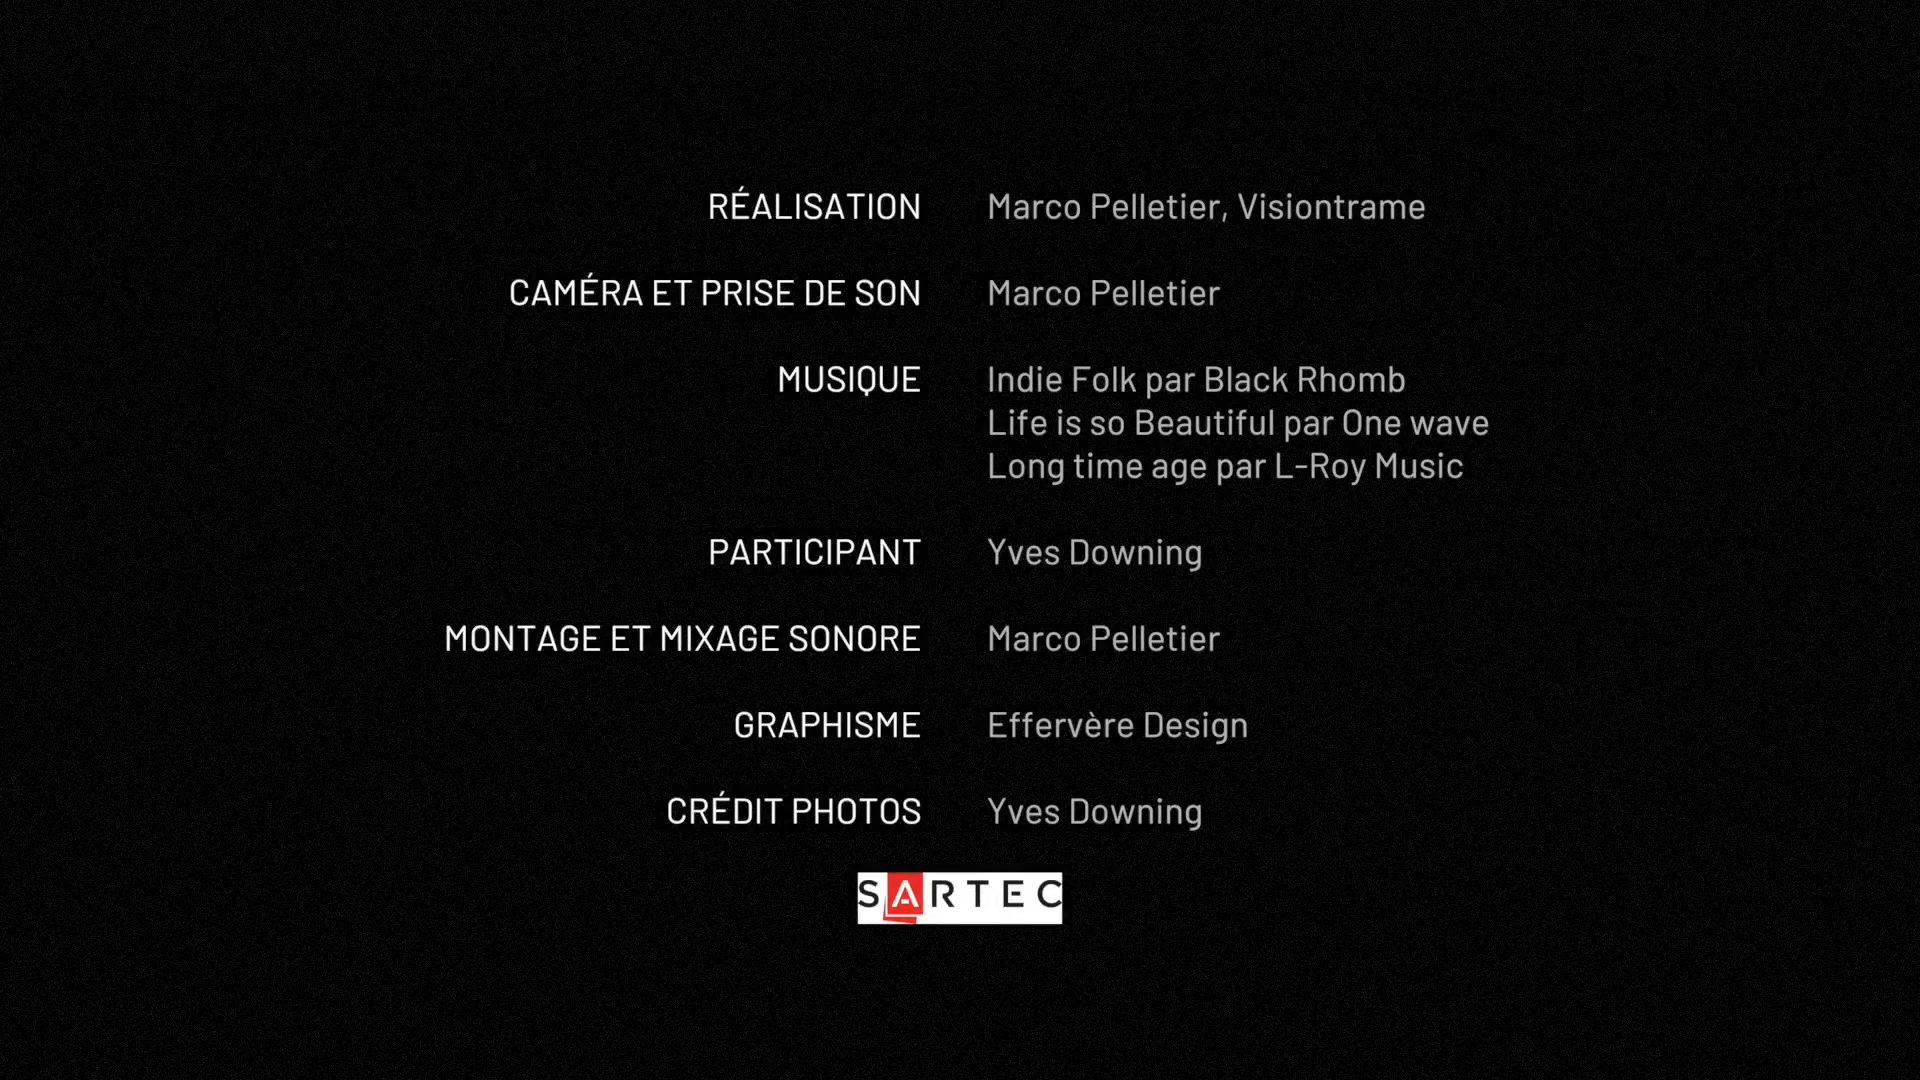 RÉALISATION Marco Pelletier, Visiontrame
CAMÉRA ET PRISE DE SON Marco Pelletier
MUSIQUE Indie Folk par Black Rhomb
Life is so Beautiful par One wave
Long time age par L-Roy Music
PARTICIPANT Yves Downing
MONTAGE ET MIXAGE SONORE Marco Pelletier
GRAPHISME Effervère Design
CRÉDIT PHOTOS Yves Downing
SARTEC